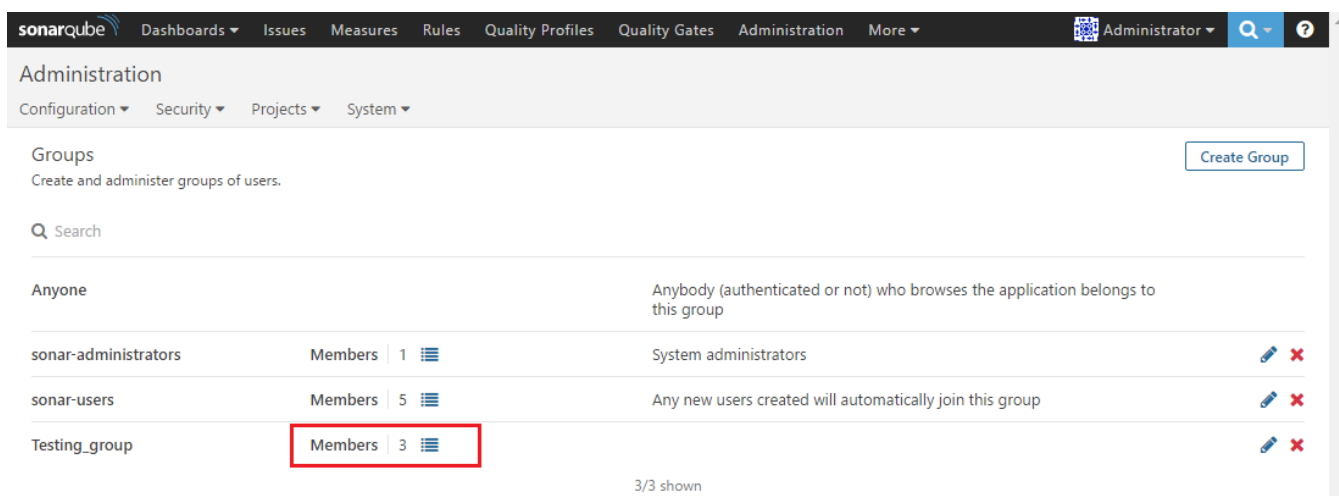 sonarqube Dashboards Issues Measures Rules Quality Profiles Quality Gates Administration More Administrator
Administration
Configuration Security Projects System
Groups
Create Group
Create and administer groups of users.
Search
Anyone
Anybody (authenticated or not) who browses the application belongs to
this group
sonar-administrators Members 1 System administrators
sonar-users Members 5 Any new users created will automatically join this group
Testing_group Members 3
3/3 shown